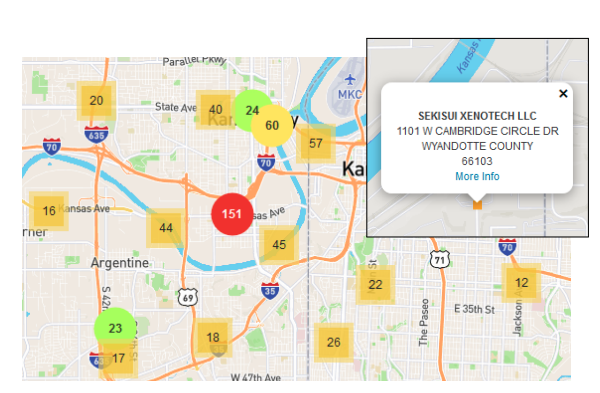 Parallel Pkwy
MKC
20
State Ave
40
24
60
57
635
70
70
Kansas
×
SEKISUI XENOTECH LLC
1101 W CAMBRIDGE CIRCLE DR
WYANDOTTE COUNTY
66103
More Info
Ka
16
Kansas Ave
151
sas Ave
rner
44
45
Argentine
71
70
22
12
69
35
E 35th St
The Paseo
Jackson
S 42n
23
17
18
26
W 47th Ave